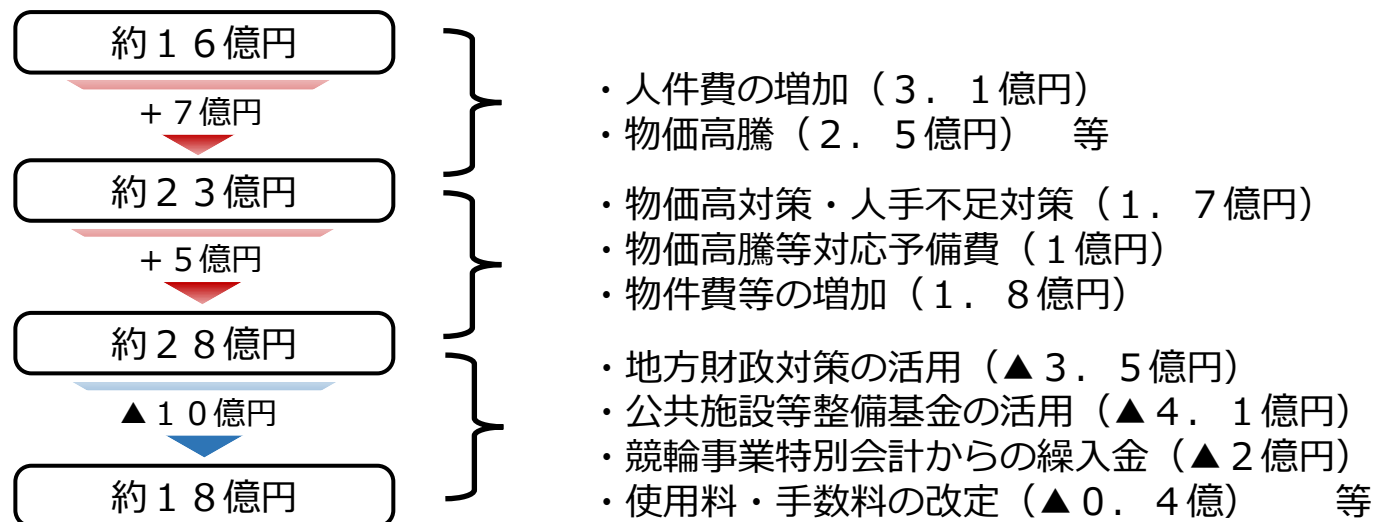 約１６億円
＋７億円
約２３億円
＋５億円
約２８億円
▲１０億円
約１８億円
・人件費の増加（３．１億円）
・物価高騰（２．５億円）　等
・物価高対策・人手不足対策（１．７億円）
・物価高騰等対応予備費（１億円）
・物件費等の増加（１．８億円）
・地方財政対策の活用（▲３．５億円）
・公共施設等整備基金の活用（▲４．１億円）
・競輪事業特別会計からの繰入金（▲２億円）
・使用料・手数料の改定（▲０．４億）　　等